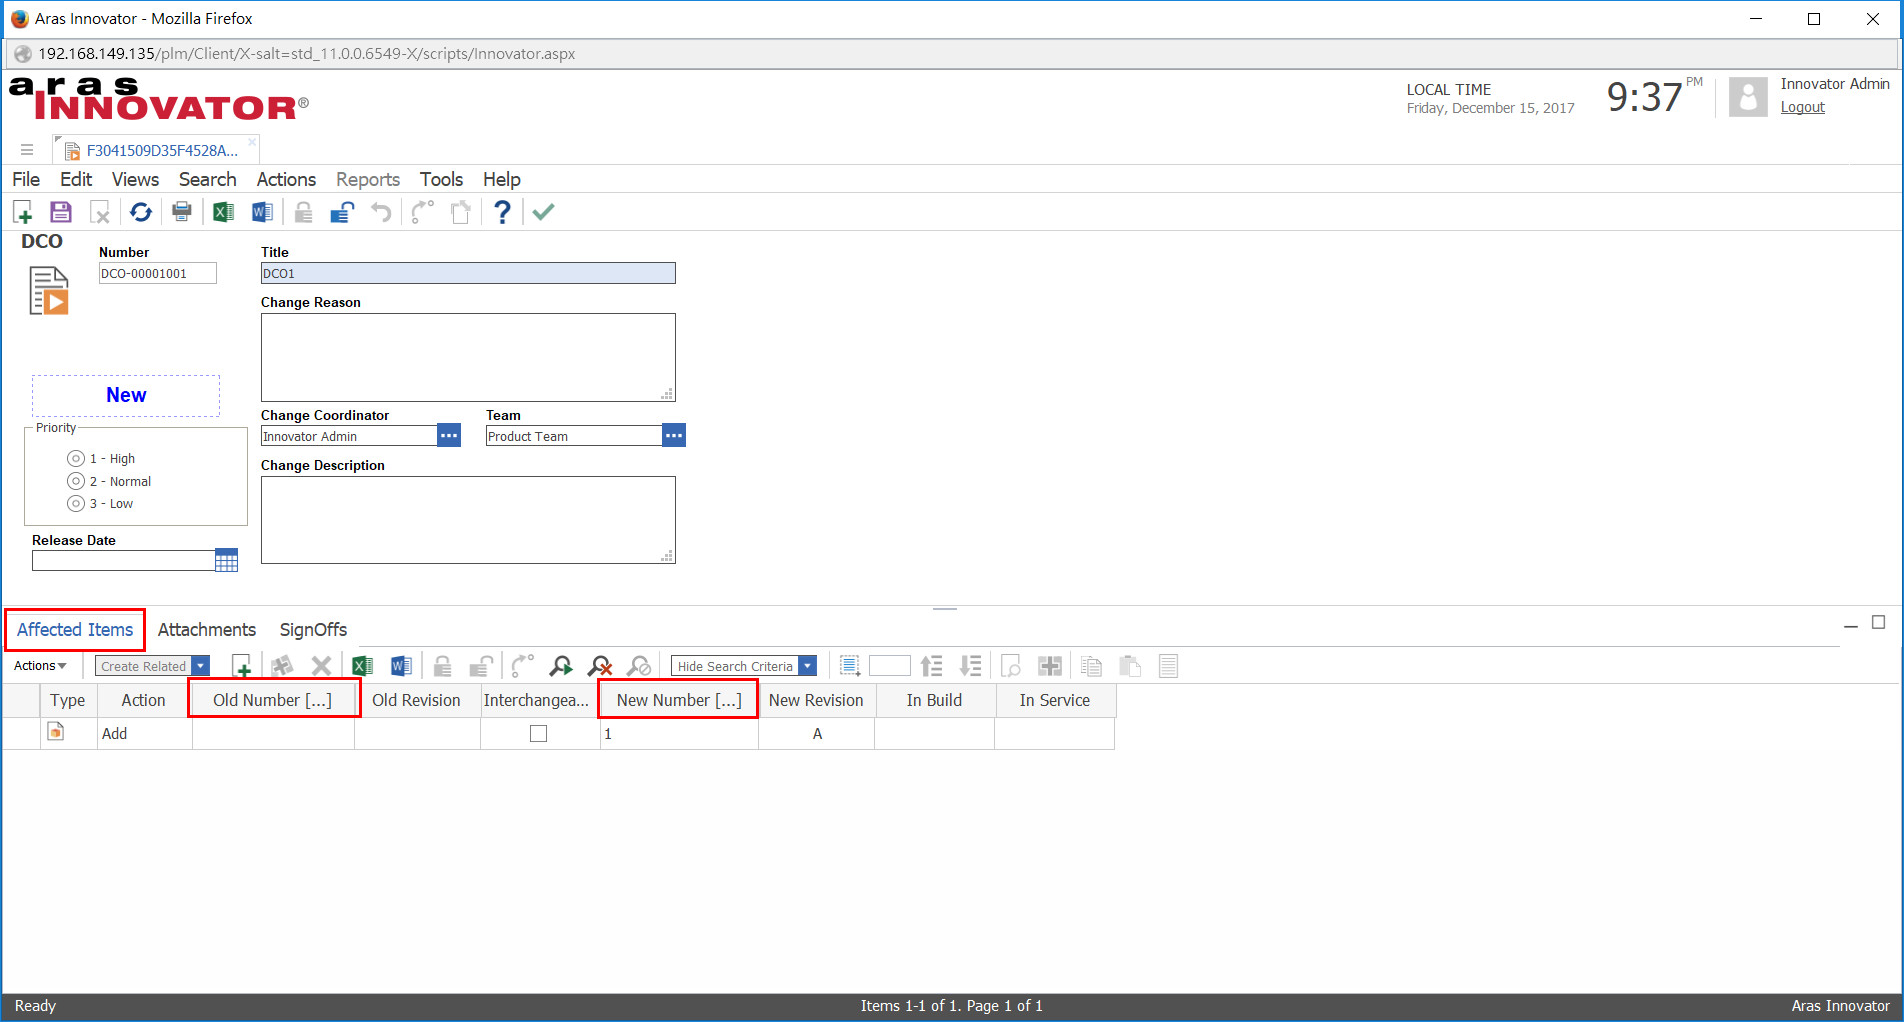 Aras Innovator - Mozilla Firefox
192.168.149.135/plm/Client/X-salt=std_11.0.0.6549-X/scripts/Innovator.aspx
aras
INNOVATOR®
LOCAL TIME
Friday, December 15, 2017
9:37 PM
Innovator Admin
Logout
F3041509D35F4528A...
File Edit Views Search Actions Reports Tools Help
DCO
Number
DCO-00001001
Title
DCO1
Change Reason
New
Change Coordinator
Innovator Admin
Team
Product Team
Priority
1 - High
2 - Normal
3 - Low
Change Description
Release Date
Affected Items Attachments SignOffs
Actions Create Related Hide Search Criteria
Type Action Old Number [...] Old Revision Interchangea... New Number [...] New Revision In Build In Service
Add 1 A
Ready Items 1-1 of 1. Page 1 of 1 Aras Innovator